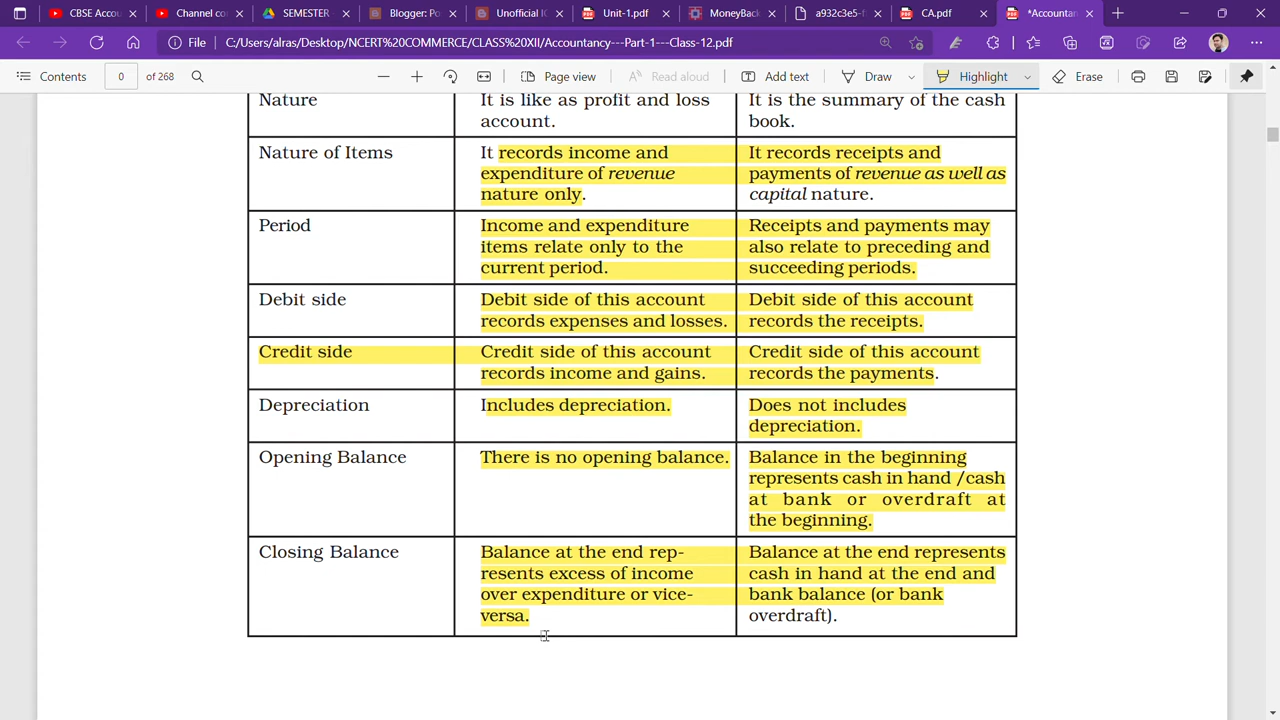 CBSE Accou
Channel co
SEMESTER
Blogger: Po
Unofficial IC
Unit-1.pdf
MoneyBack
a932c3e5-f
CA.pdf
*Accountan
File
C:/Users/alras/Desktop/NCERT%20COMMERCE/CLASS%20XII/Accountancy---Part-1---Class-12.pdf
Contents
0
of 268
Page view
Read aloud
Add text
Draw
Highlight
Erase
Nature
It is like as profit and loss
account.
It is the summary of the cash
book.
Nature of Items
It records income and
expenditure of revenue
nature only.
It records receipts and
payments of revenue as well as
capital nature.
Period
Income and expenditure
items relate only to the
current period.
Receipts and payments may
also relate to preceding and
succeeding periods.
Debit side
Debit side of this account
records expenses and losses.
Debit side of this account
records the receipts.
Credit side
Credit side of this account
records income and gains.
Credit side of this account
records the payments.
Depreciation
Includes depreciation.
Does not includes
depreciation.
Opening Balance
There is no opening balance.
Balance in the beginning
represents cash in hand /cash
at bank or overdraft at
the beginning.
Closing Balance
Balance at the end rep-
resents excess of income
over expenditure or vice-
versa.
Balance at the end represents
cash in hand at the end and
bank balance (or bank
overdraft).